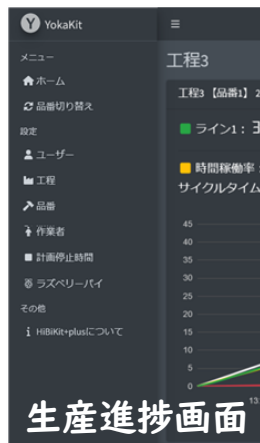 Y YokaKit
メニュー
ホーム
品番切り替え
設定
ユーザー
工程
品番
作業者
計画停止時間
ラズベリーパイ
その他
HiBiKit+plusについて
工程3
工程3 【品番1】 2
ライン1：
時間稼働率：
サイクルタイム
45
40
35
30
25
20
15
10
5
0
13
生産進捗画面